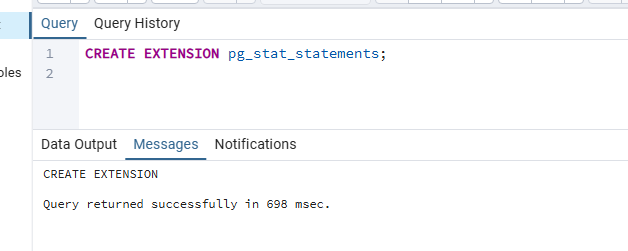 Query Query History
1 CREATE EXTENSION pg_stat_statements;
bles
2
Data Output Messages Notifications
CREATE EXTENSION
Query returned successfully in 698 msec.